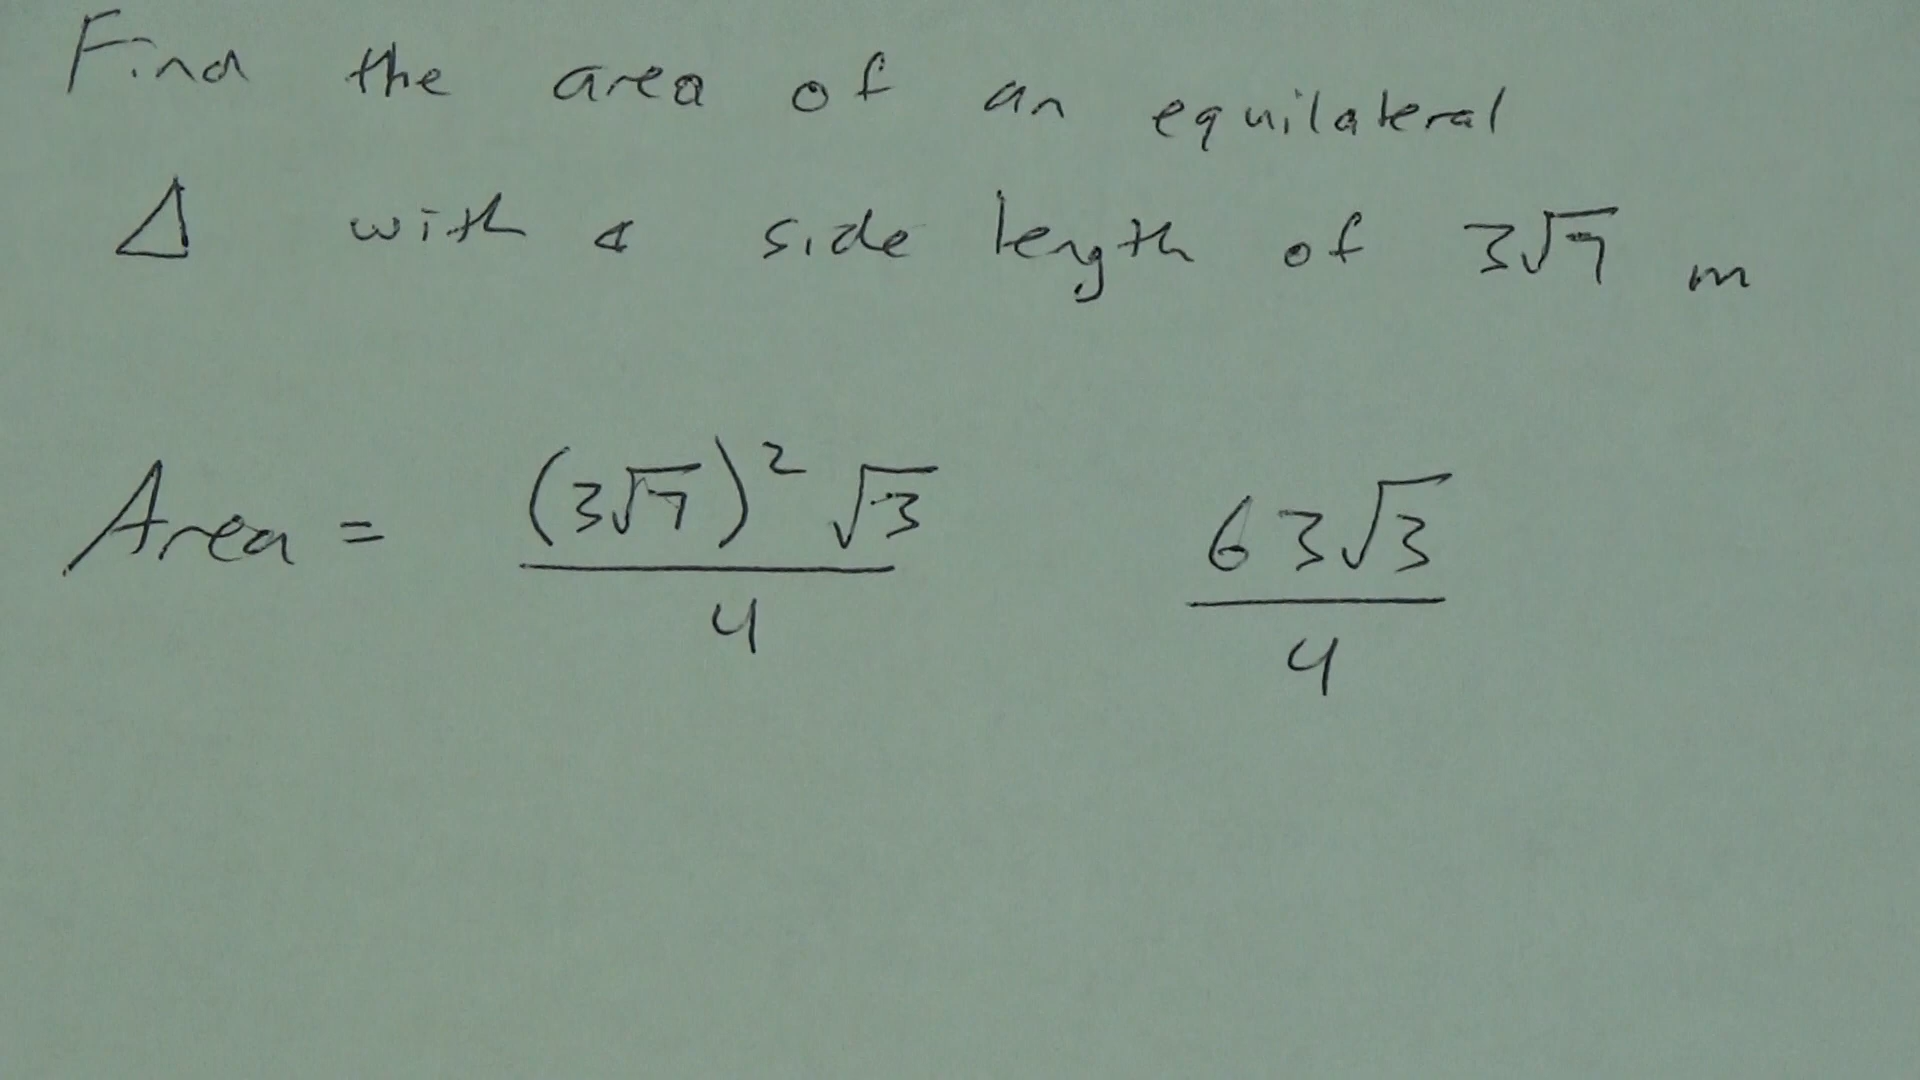 Find the area of an equilateral
Δ with a side length of 3√7 m
Area = (3√7)² √3 / 4    63√3 / 4